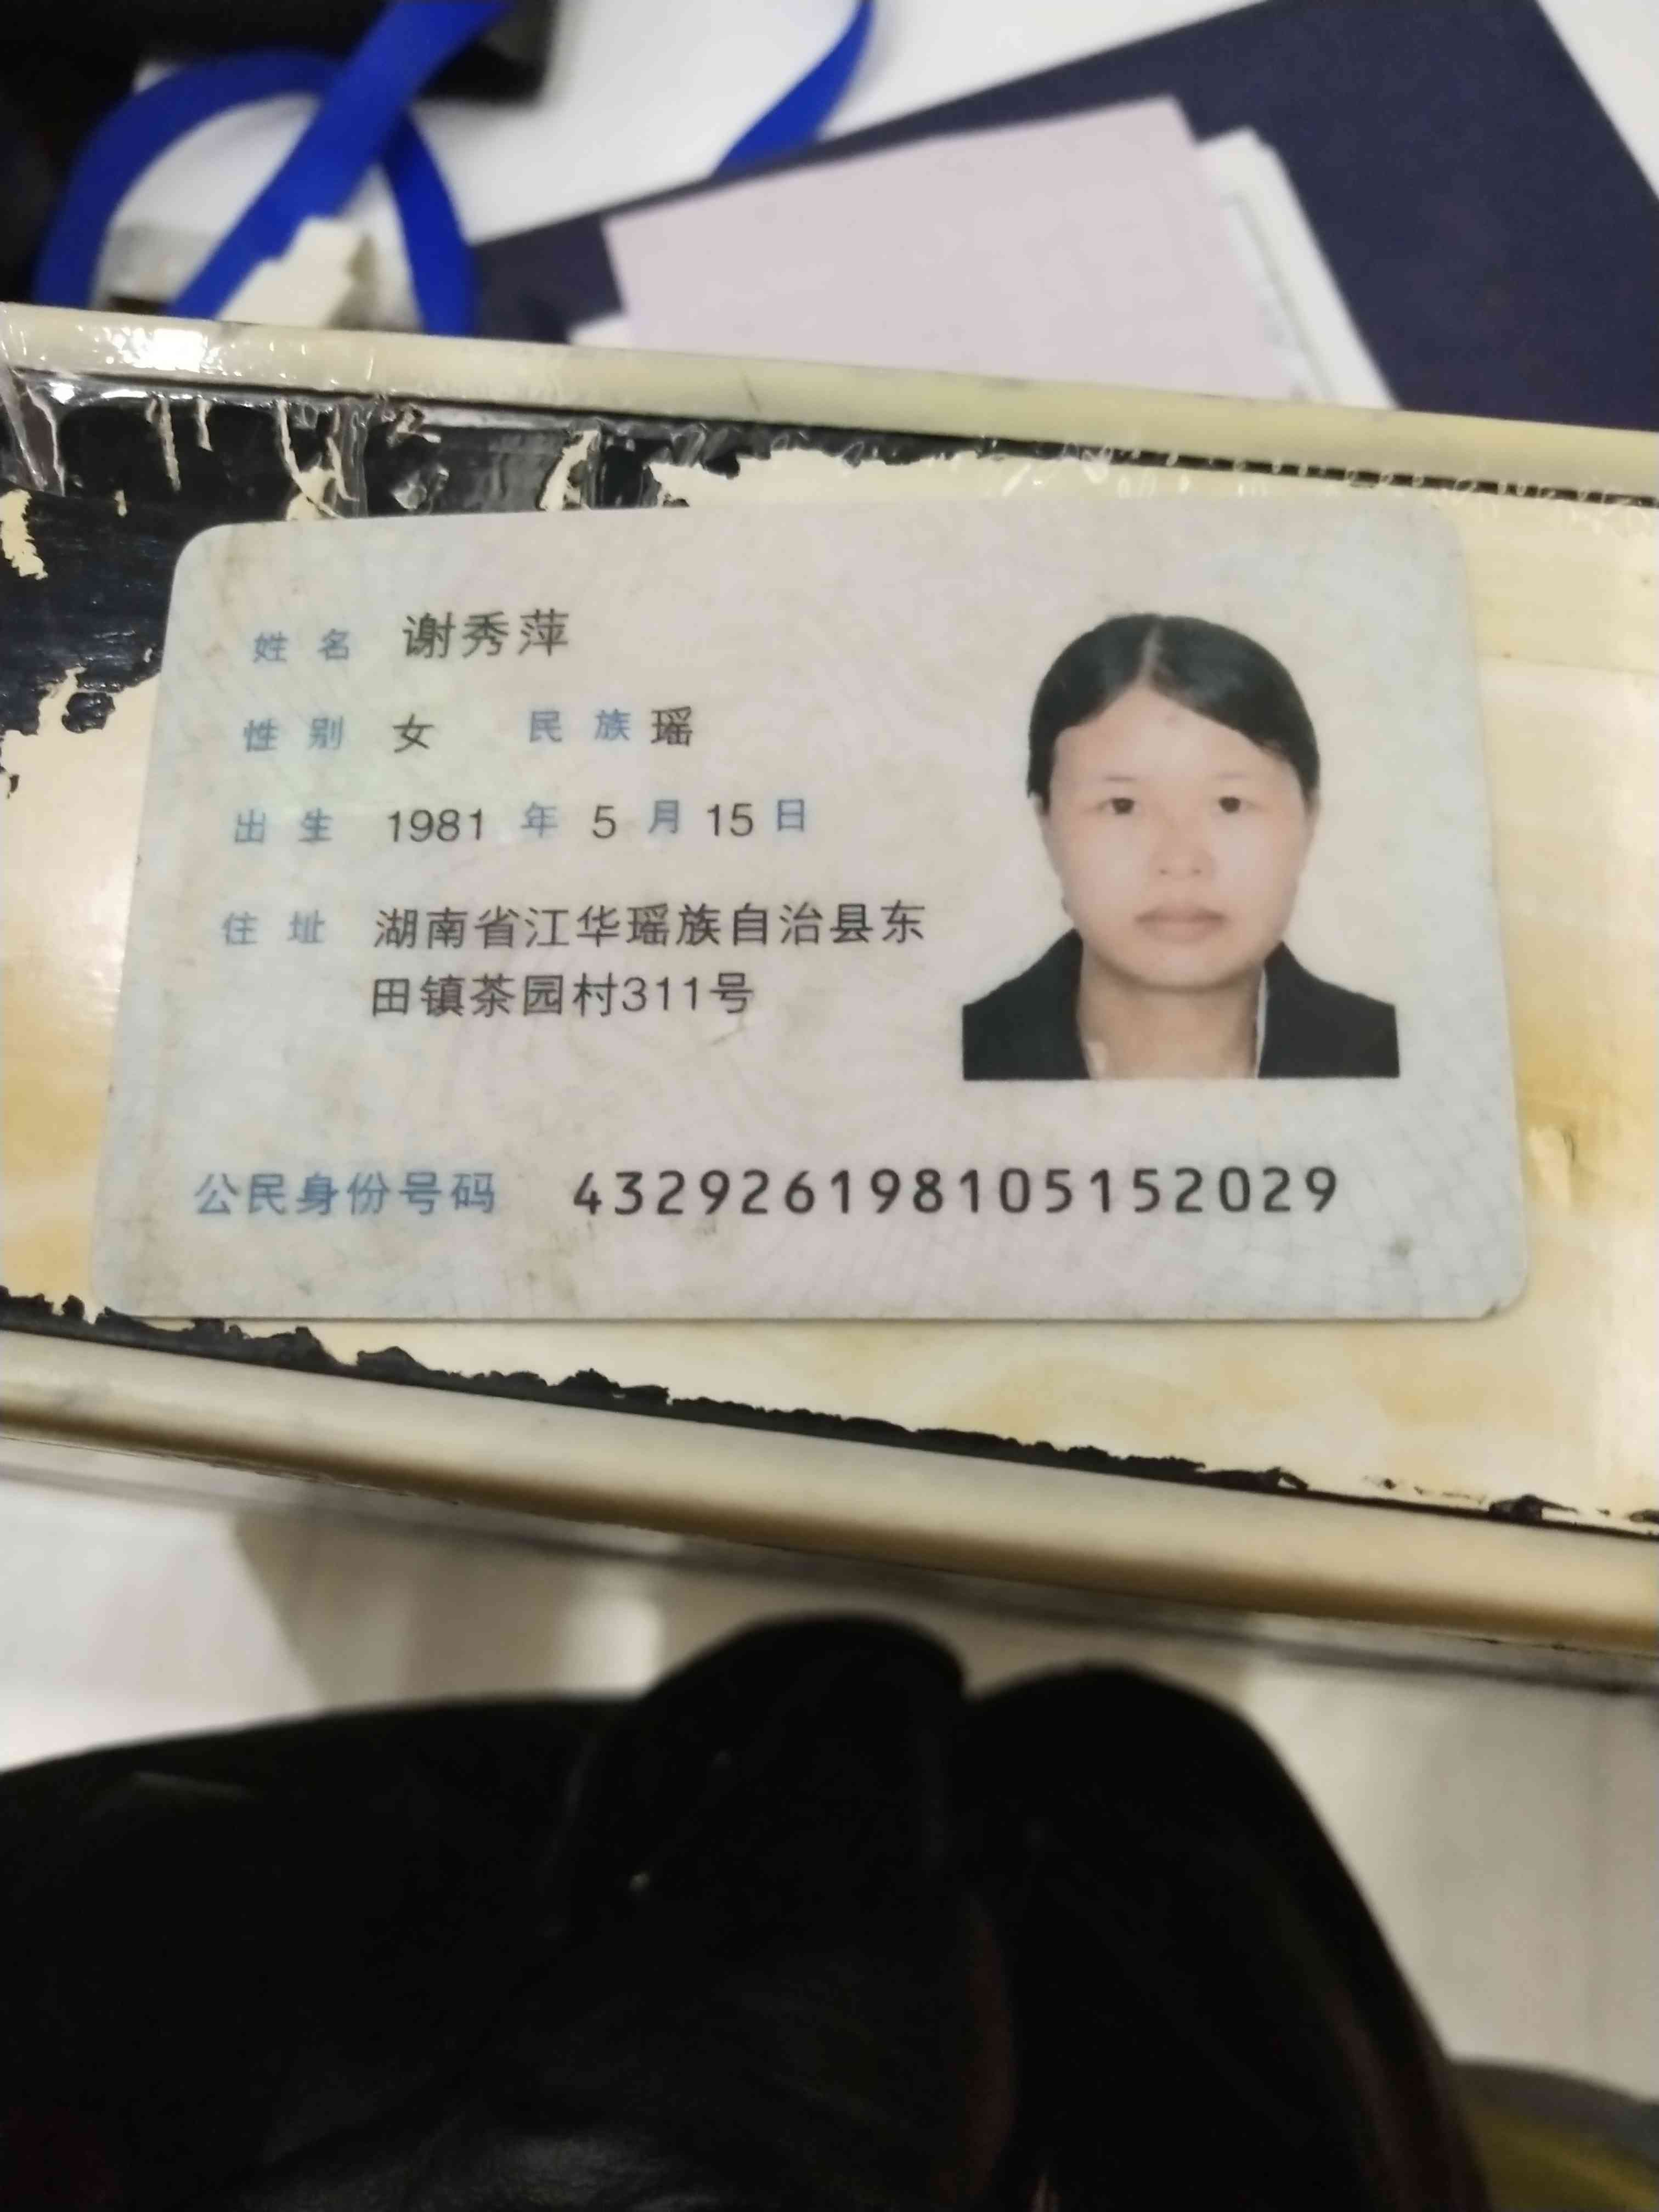 姓名 谢秀萍
性别 女 民族 瑶
出生 1981 年 5 月 15 日
住址 湖南省江华瑶族自治县东
田镇茶园村311号
公民身份号码 432926198105152029